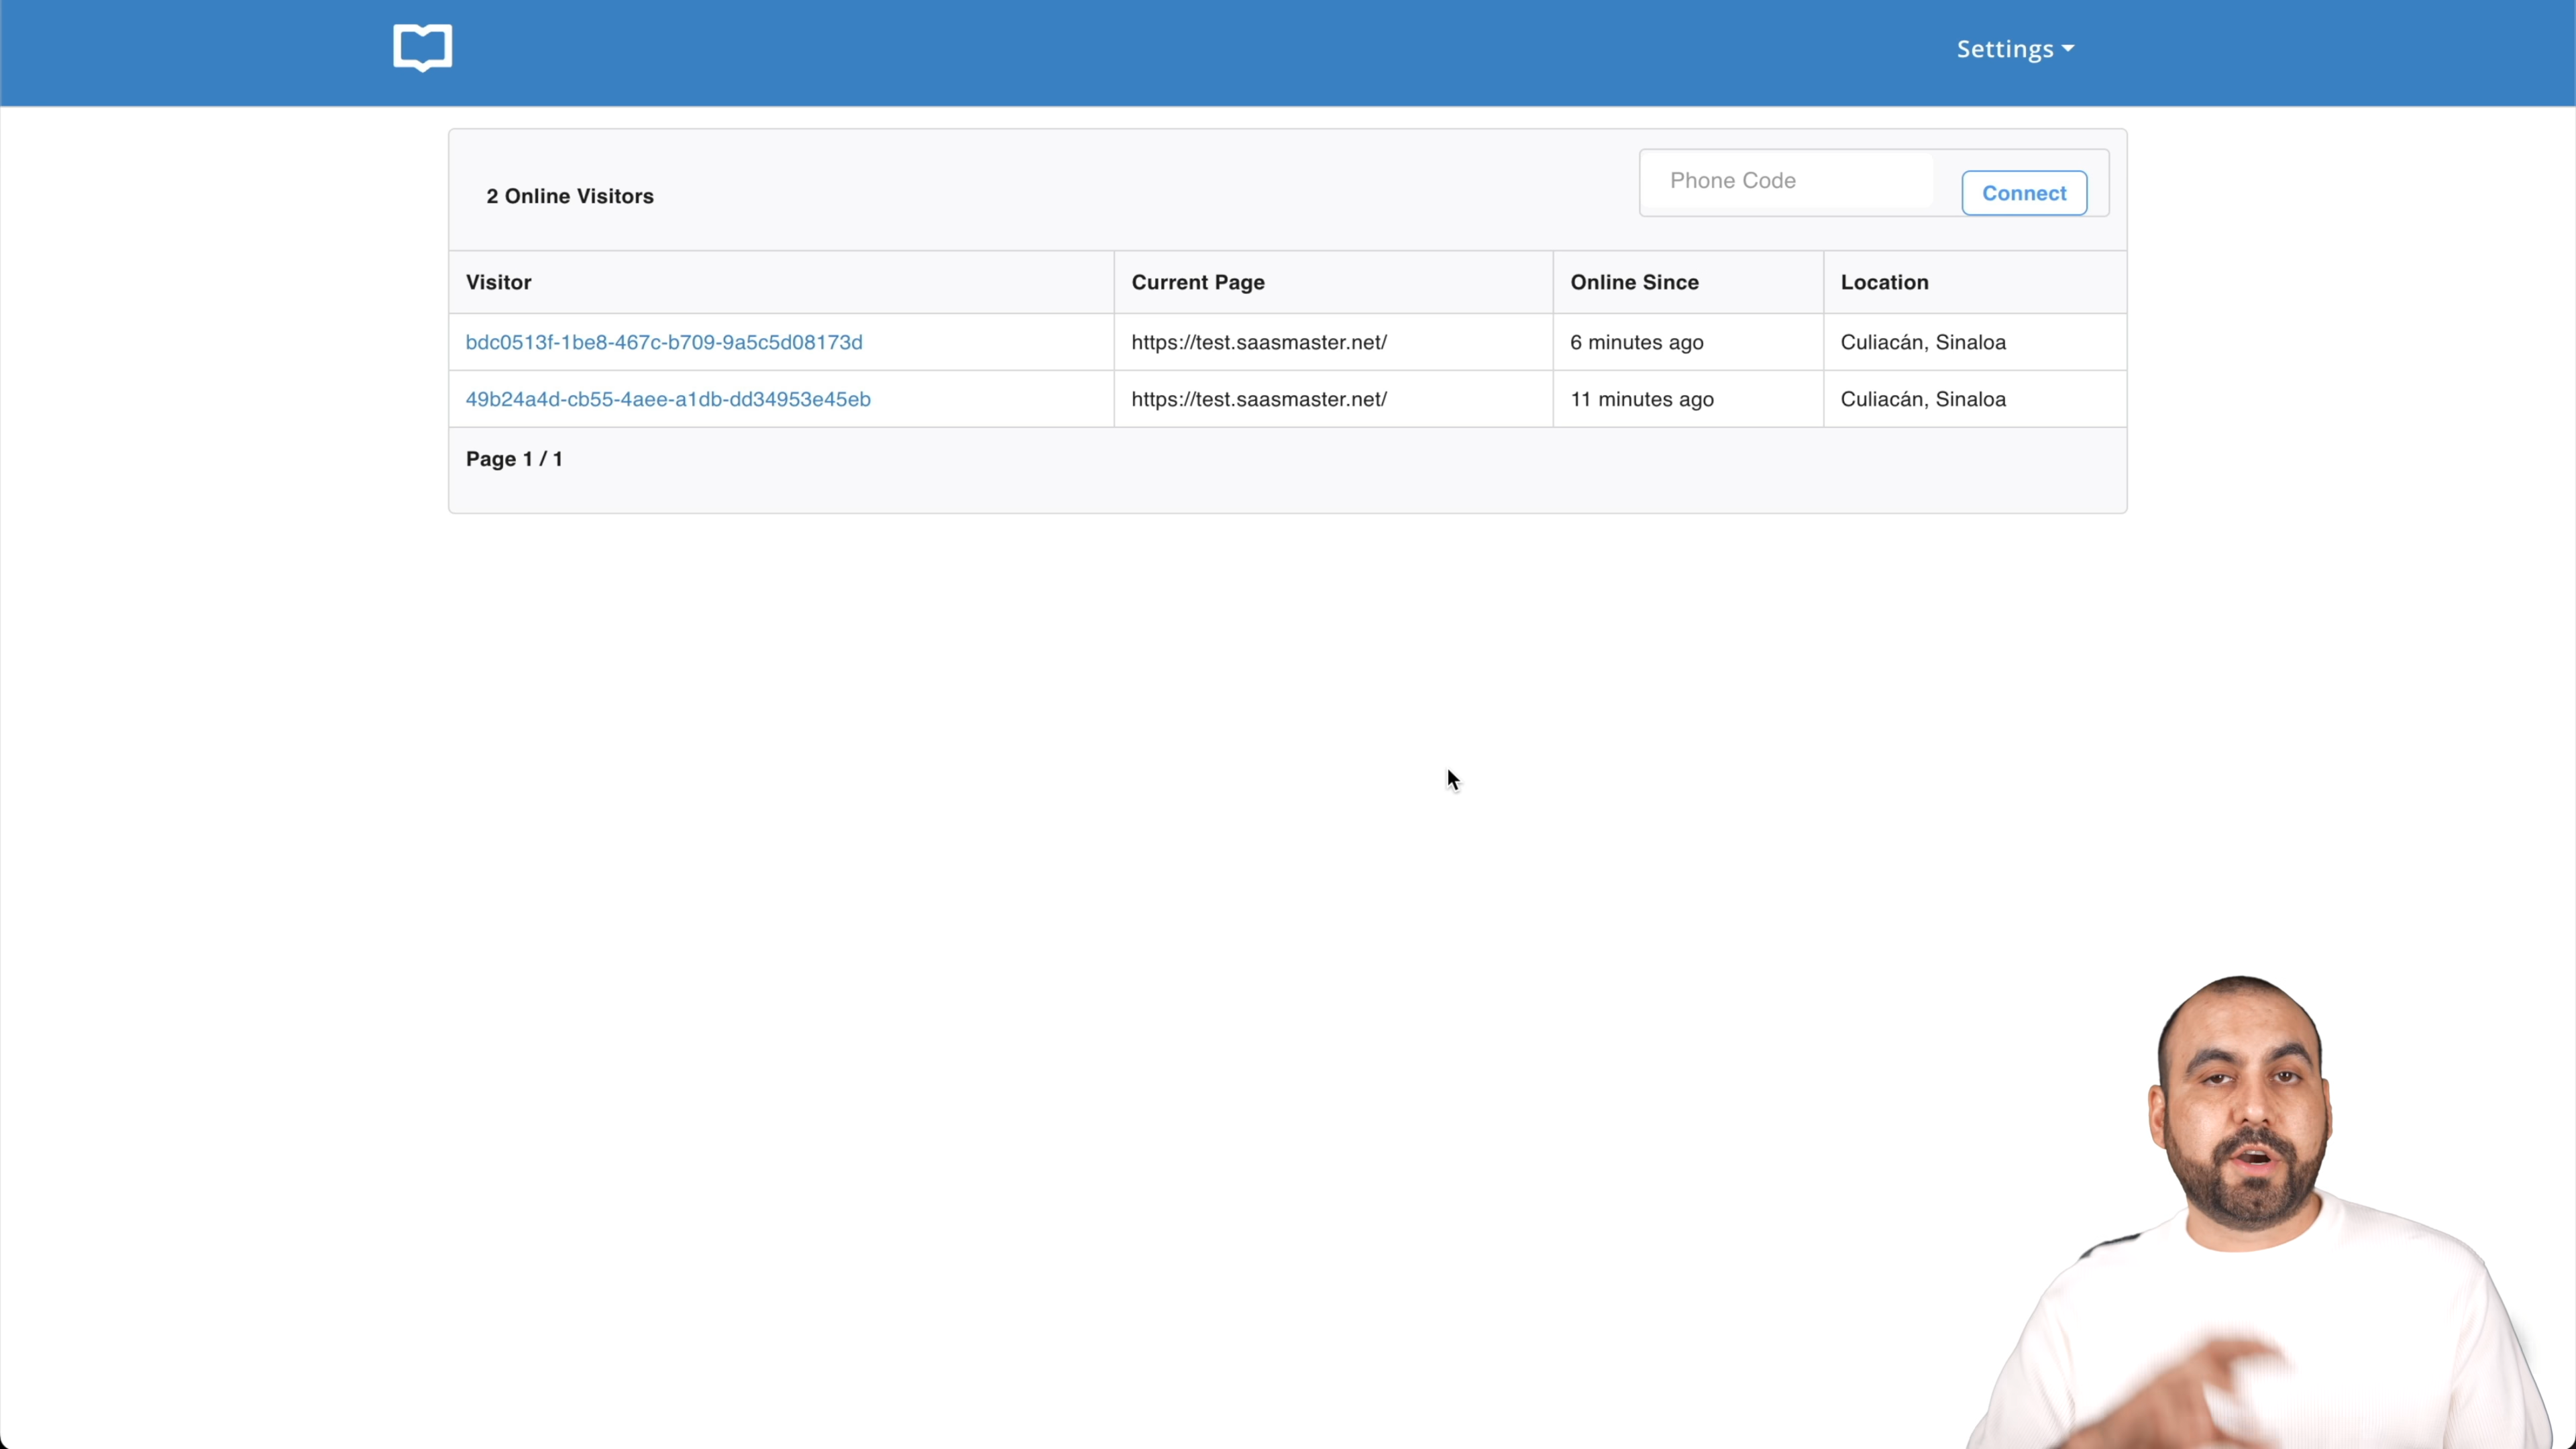 Settings
2 Online Visitors
Phone Code
Connect
Visitor Current Page Online Since Location
bdc0513f-1be8-467c-b709-9a5c5d08173d https://test.saasmaster.net/ 6 minutes ago Culiacán, Sinaloa
49b24a4d-cb55-4aee-a1db-dd34953e45eb https://test.saasmaster.net/ 11 minutes ago Culiacán, Sinaloa
Page 1 / 1